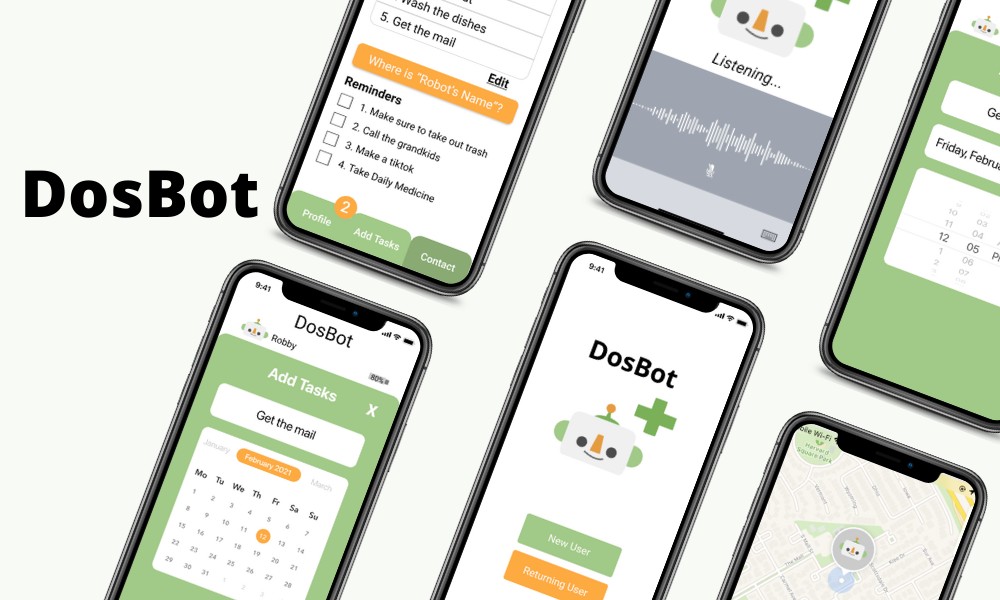 DosBot
Wash the dishes
5. Get the mail
Edit
Where is "Robot's Name"?
Reminders
1. Make sure to take out trash
2. Call the grandkids
3. Make a tiktok
4. Take Daily Medicine
2
Profile
Add Tasks
Contact
Listening...
Friday,
10
11 04
12 05
1 06
2 07
9:41
DosBot
Robby
80%
Add Tasks
X
Get the mail
January February 2021 March
Mo Tu We Th Fr Sa Su
1 2 3 4 5 6 7
8 9 10 11 12 13 14
15 16 17 18 19 20 21
22 23 24 25 26 27 28
29 30 31 1 2 3
9:41
DosBot
New User
Returning User
Wi-Fi
Harvard
Square Park